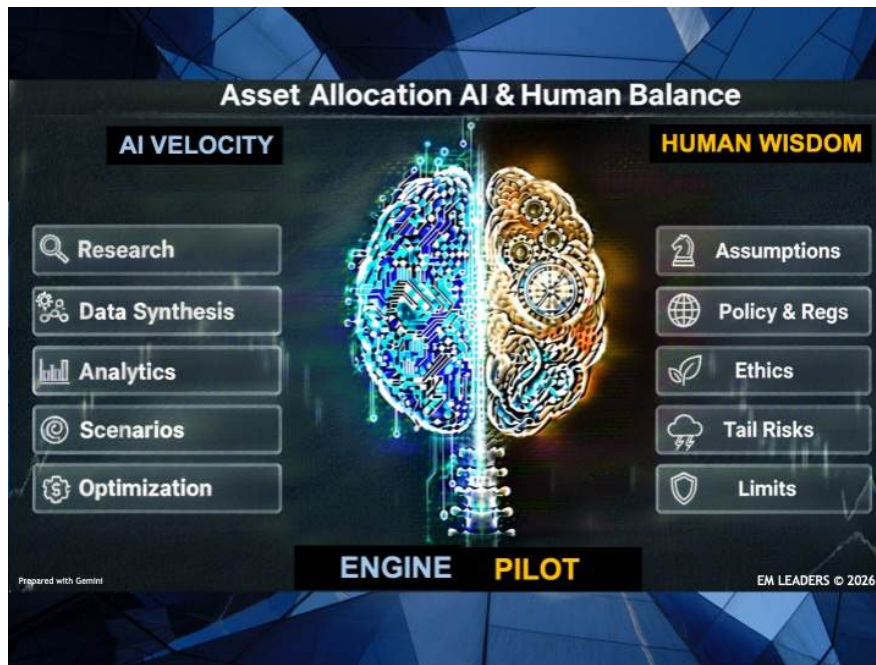 Asset Allocation AI & Human Balance
AI VELOCITY
HUMAN WISDOM
Research
Data Synthesis
Analytics
Scenarios
Optimization
Assumptions
Policy & Regs
Ethics
Tail Risks
Limits
ENGINE PILOT
Prepared with Gemini
EM LEADERS © 2026